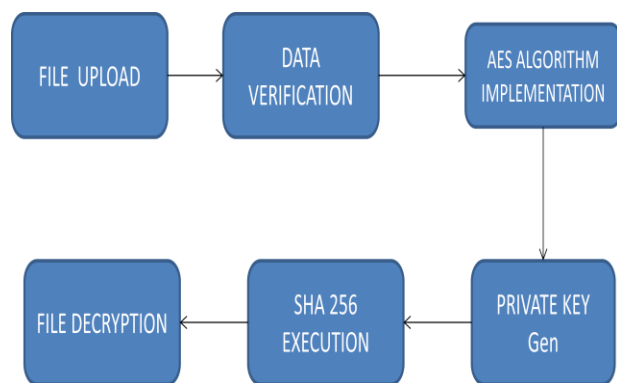 FILE UPLOAD
DATA
VERIFICATION
AES ALGORITHM
IMPLEMENTATION
PRIVATE KEY
Gen
SHA 256
EXECUTION
FILE DECRYPTION